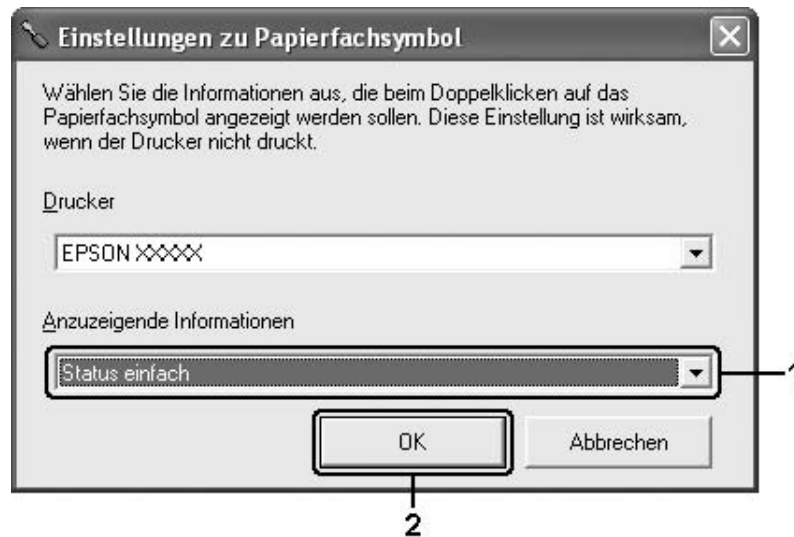 Einstellungen zu Papierfachsymbol
Wählen Sie die Informationen aus, die beim Doppelklicken auf das
Papierfachsymbol angezeigt werden sollen. Diese Einstellung ist wirksam,
wenn der Drucker nicht druckt.
Drucker
EPSON XXXXX
Anzuzeigende Informationen
Status einfach
1
OK
Abbrechen
2